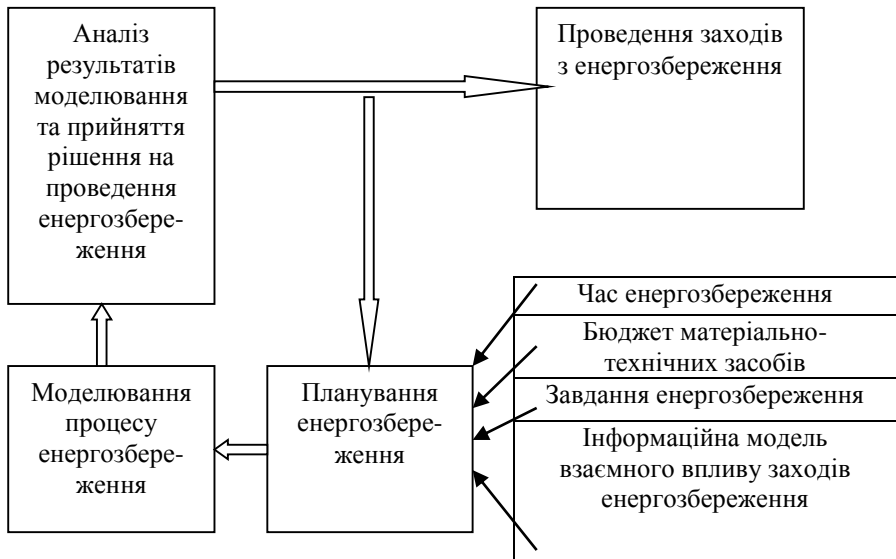 Аналіз
результатів
моделювання
та прийняття
рішення на
проведення
енергозбере-
ження
Проведення заходів
з енергозбереження
Час енергозбереження
Бюджет матеріально-
технічних засобів
Завдання енергозбереження
Інформаційна модель
взаємного впливу заходів
енергозбереження
Планування
енергозбере-
ження
Моделювання
процесу
енергозбере-
ження